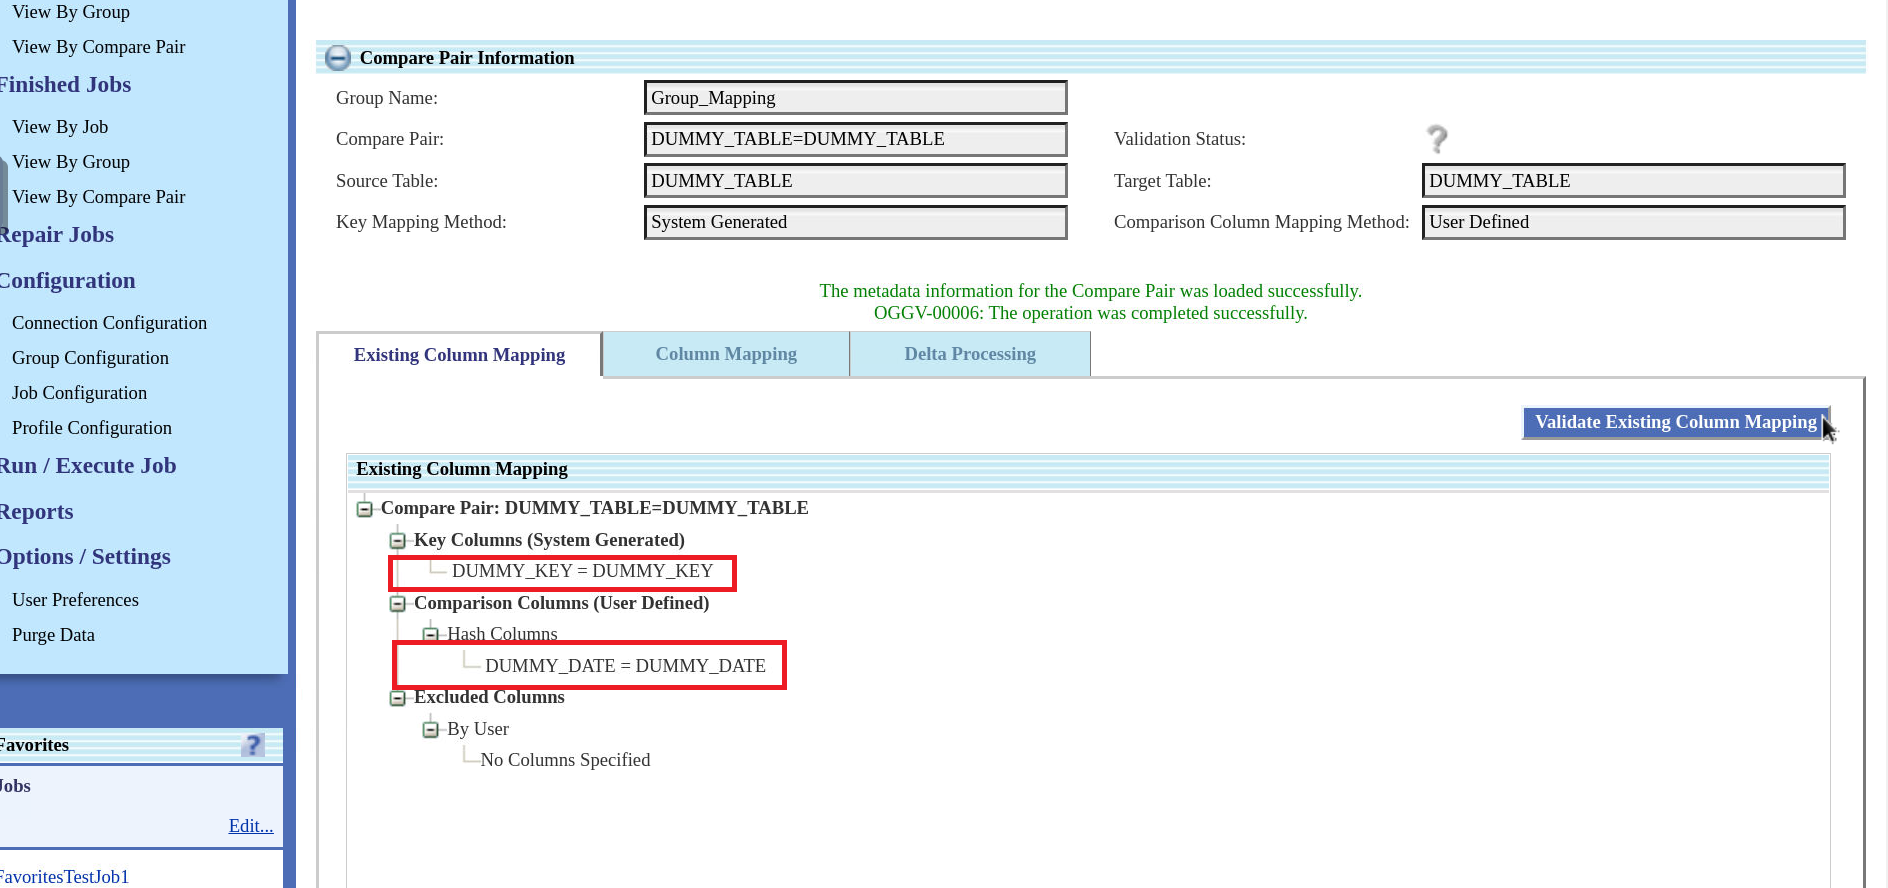 View By Group
View By Compare Pair
Finished Jobs
View By Job
View By Group
View By Compare Pair
Repair Jobs
Configuration
Connection Configuration
Group Configuration
Job Configuration
Profile Configuration
Run / Execute Job
Reports
Options / Settings
User Preferences
Purge Data
Favorites ?
Jobs
Edit...
FavoritesTestJob1
Compare Pair Information
Group Name: Group_Mapping
Compare Pair: DUMMY_TABLE=DUMMY_TABLE Validation Status: ?
Source Table: DUMMY_TABLE Target Table: DUMMY_TABLE
Key Mapping Method: System Generated Comparison Column Mapping Method: User Defined
The metadata information for the Compare Pair was loaded successfully.
OGGV-00006: The operation was completed successfully.
Existing Column Mapping Column Mapping Delta Processing
Validate Existing Column Mapping
Existing Column Mapping
Compare Pair: DUMMY_TABLE=DUMMY_TABLE
Key Columns (System Generated)
DUMMY_KEY = DUMMY_KEY
Comparison Columns (User Defined)
Hash Columns
DUMMY_DATE = DUMMY_DATE
Excluded Columns
By User
No Columns Specified